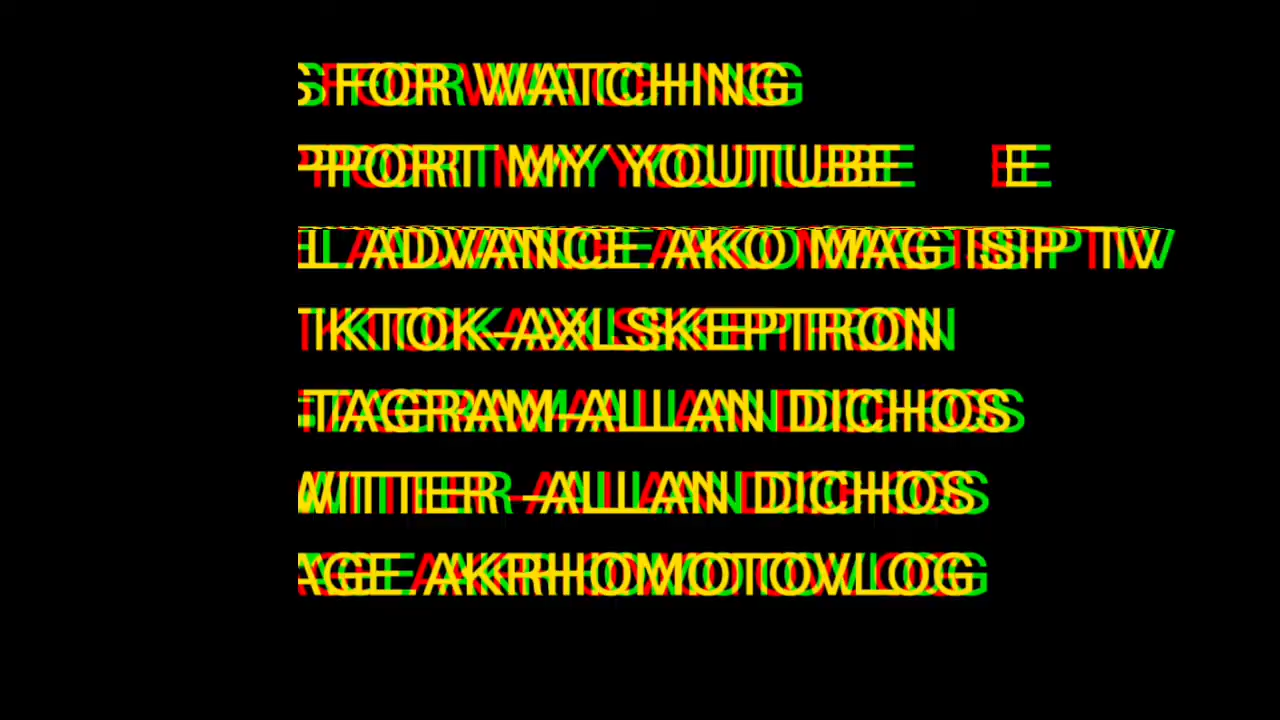 S FOR WATCHING
PPORT MY YOUTUBE E
L ADVANCE.AKO MAG ISIP TV
TIKTOK-AXLSKEPTRON
TAGRAM-ALLAN DICHOS
WITTER -ALLAN DICHOS
AGE.AKRHOMOTOVLOG